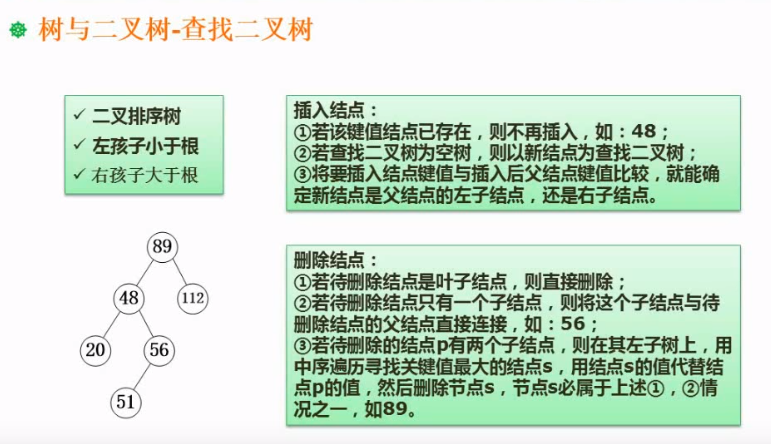 树与二叉树-查找二叉树
✓ 二叉排序树
✓ 左孩子小于根
✓ 右孩子大于根
插入结点：
①若该键值结点已存在，则不再插入，如：48；
②若查找二叉树为空树，则以新结点为查找二叉树；
③将要插入结点键值与插入后父结点键值比较，就能确
定新结点是父结点的左子结点，还是右子结点。
89
48
112
20
56
51
删除结点：
①若待删除结点是叶子结点，则直接删除；
②若待删除结点只有一个子结点，则将这个子结点与待
删除结点的父结点直接连接，如：56；
③若待删除的结点p有两个子结点，则在其左子树上，用
中序遍历寻找关键值最大的结点s，用结点s的值代替结
点p的值，然后删除节点s，节点s必属于上述①，②情
况之一，如89。